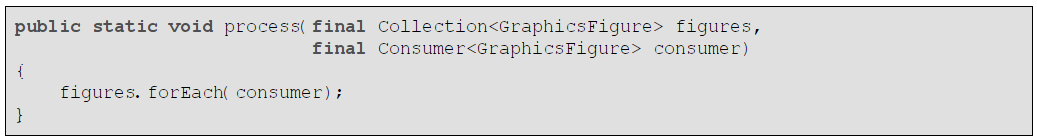 public static void process(final Collection<GraphicsFigure> figures,
                           final Consumer<GraphicsFigure> consumer)
{
    figures.forEach(consumer);
}